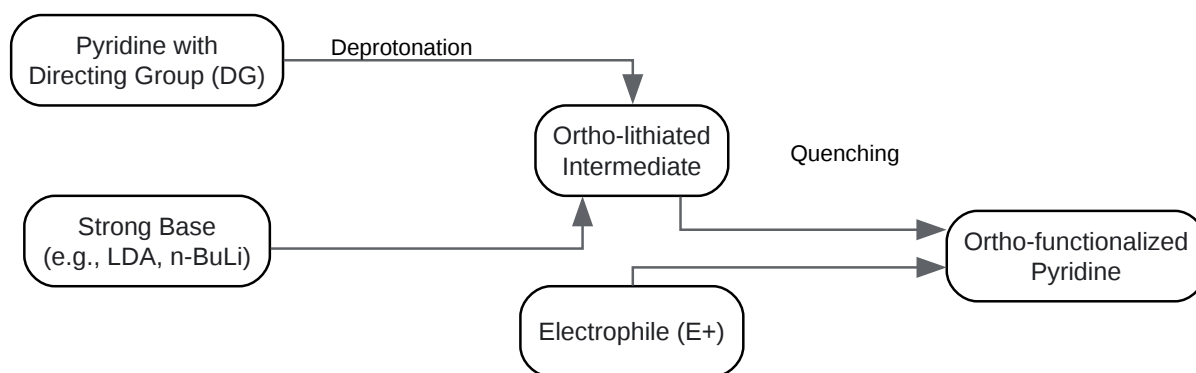 Pyridine with
Directing Group (DG)
Deprotonation
Ortho-lithiated
Intermediate
Quenching
Strong Base
(e.g., LDA, n-BuLi)
Ortho-functionalized
Pyridine
Electrophile (E+)